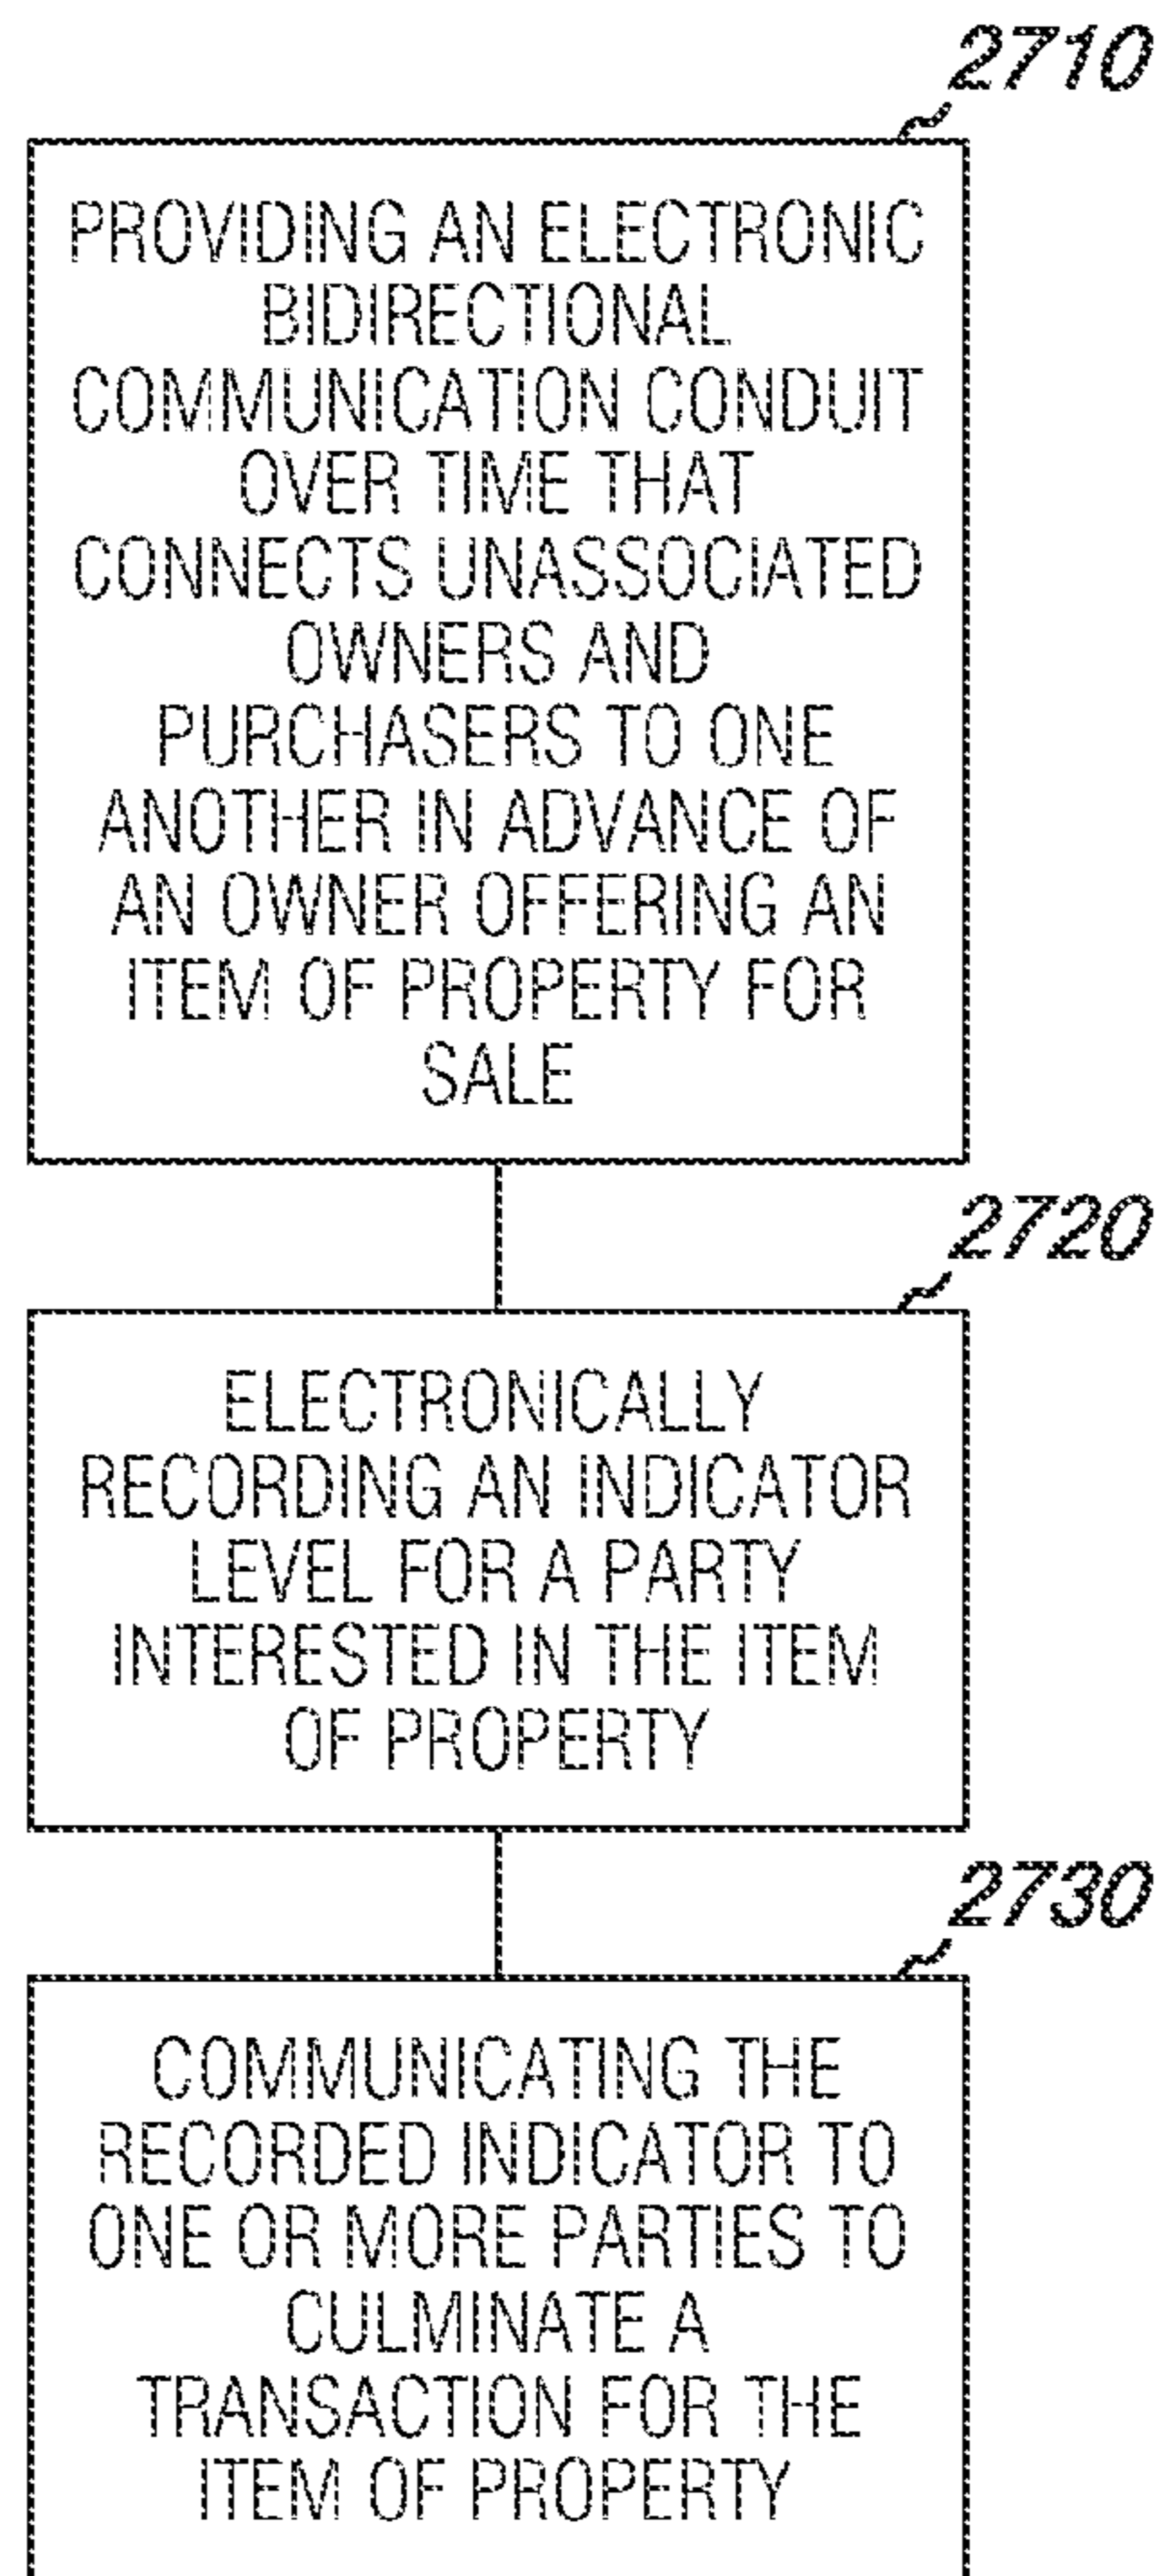 2710
PROVIDING AN ELECTRONIC
BIDIRECTIONAL
COMMUNICATION CONDUIT
OVER TIME THAT
CONNECTS UNASSOCIATED
OWNERS AND
PURCHASERS TO ONE
ANOTHER IN ADVANCE OF
AN OWNER OFFERING AN
ITEM OF PROPERTY FOR
SALE
2720
ELECTRONICALLY
RECORDING AN INDICATOR
LEVEL FOR A PARTY
INTERESTED IN THE ITEM
OF PROPERTY
2730
COMMUNICATING THE
RECORDED INDICATOR TO
ONE OR MORE PARTIES TO
CULMINATE A
TRANSACTION FOR THE
ITEM OF PROPERTY